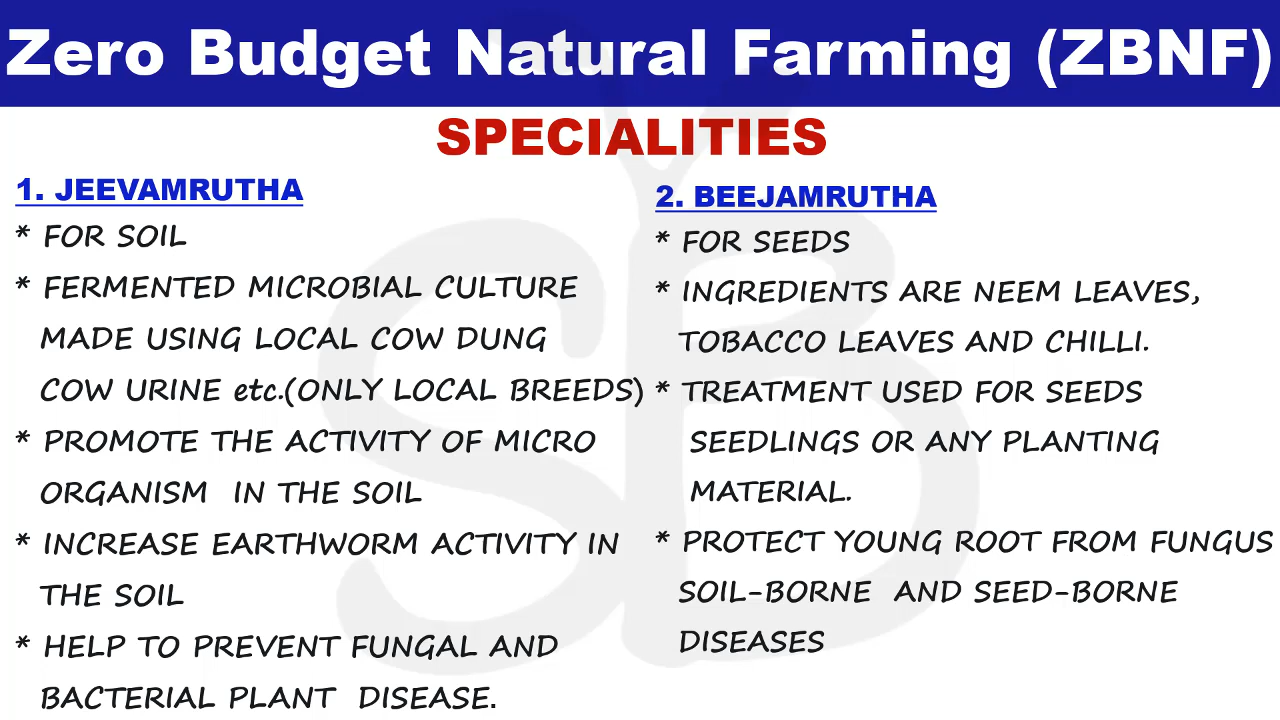 Zero Budget Natural Farming (ZBNF)
SPECIALITIES
1. JEEVAMRUTHA
* FOR SOIL
* FERMENTED MICROBIAL CULTURE
MADE USING LOCAL COW DUNG
COW URINE etc.(ONLY LOCAL BREEDS)
* PROMOTE THE ACTIVITY OF MICRO
ORGANISM IN THE SOIL
* INCREASE EARTHWORM ACTIVITY IN
THE SOIL
* HELP TO PREVENT FUNGAL AND
BACTERIAL PLANT DISEASE.
2. BEEJAMRUTHA
* FOR SEEDS
* INGREDIENTS ARE NEEM LEAVES,
TOBACCO LEAVES AND CHILLI.
* TREATMENT USED FOR SEEDS
SEEDLINGS OR ANY PLANTING
MATERIAL.
* PROTECT YOUNG ROOT FROM FUNGUS
SOIL-BORNE AND SEED-BORNE
DISEASES
SB